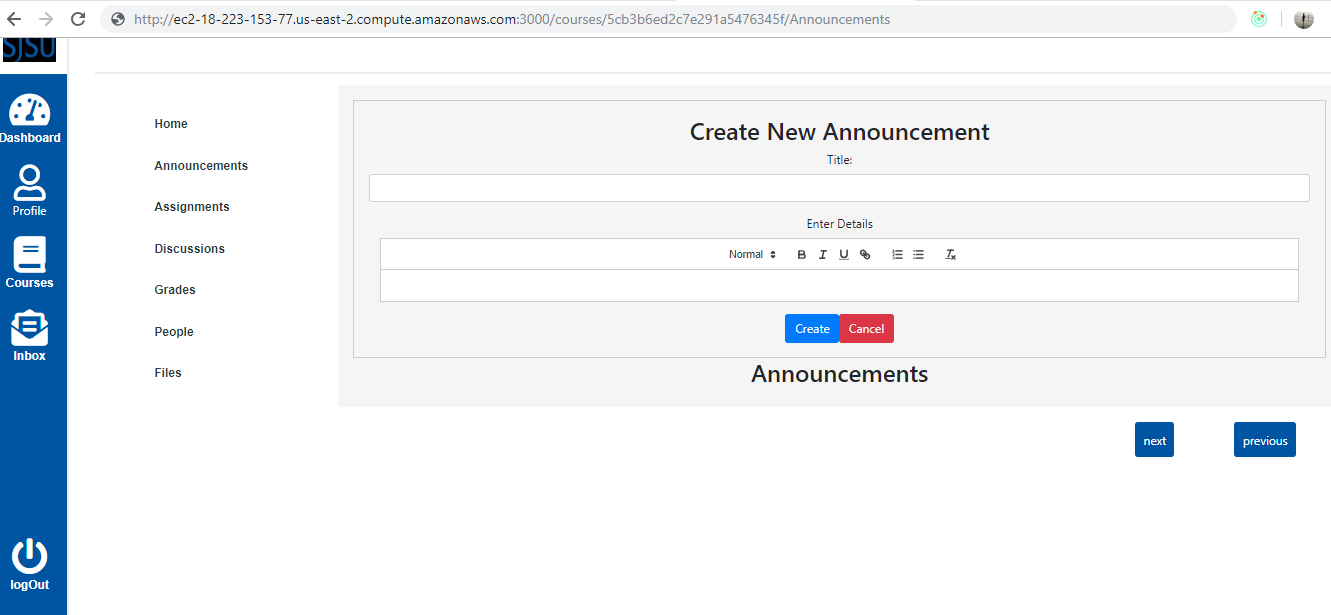 http://ec2-18-223-153-77.us-east-2.compute.amazonaws.com:3000/courses/5cb3b6ed2c7e291a5476345f/Announcements
SJSU
Dashboard
Profile
Courses
Inbox
logOut
Home
Announcements
Assignments
Discussions
Grades
People
Files
Create New Announcement
Title:
Enter Details
Normal B I U
Create Cancel
Announcements
next previous